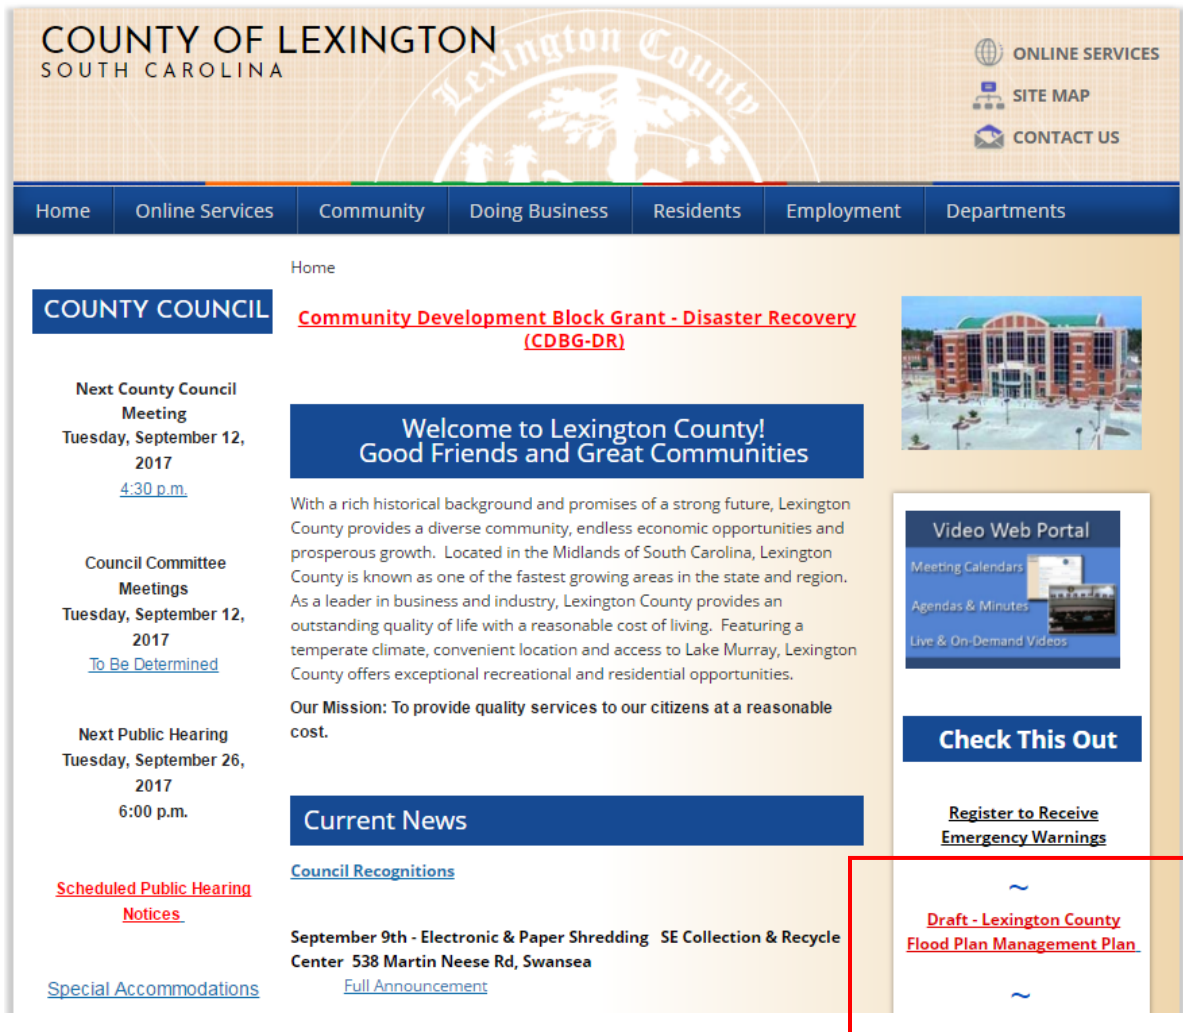 COUNTY OF LEXINGTON
SOUTH CAROLINA
Lexington County
ONLINE SERVICES
SITE MAP
CONTACT US
Home Online Services Community Doing Business Residents Employment Departments
COUNTY COUNCIL
Next County Council
Meeting
Tuesday, September 12,
2017
4:30 p.m.
Council Committee
Meetings
Tuesday, September 12,
2017
To Be Determined
Next Public Hearing
Tuesday, September 26,
2017
6:00 p.m.
Scheduled Public Hearing
Notices
Special Accommodations
Home
Community Development Block Grant - Disaster Recovery
(CDBG-DR)
Welcome to Lexington County!
Good Friends and Great Communities
With a rich historical background and promises of a strong future, Lexington
County provides a diverse community, endless economic opportunities and
prosperous growth. Located in the Midlands of South Carolina, Lexington
County is known as one of the fastest growing areas in the state and region.
As a leader in business and industry, Lexington County provides an
outstanding quality of life with a reasonable cost of living. Featuring a
temperate climate, convenient location and access to Lake Murray, Lexington
County offers exceptional recreational and residential opportunities.
Our Mission: To provide quality services to our citizens at a reasonable
cost.
Current News
Council Recognitions
September 9th - Electronic & Paper Shredding SE Collection & Recycle
Center 538 Martin Neese Rd, Swansea
Full Announcement
Video Web Portal
Meeting Calendars
Agendas & Minutes
Live & On-Demand Videos
Check This Out
Register to Receive
Emergency Warnings
~
Draft - Lexington County
Flood Plan Management Plan
~